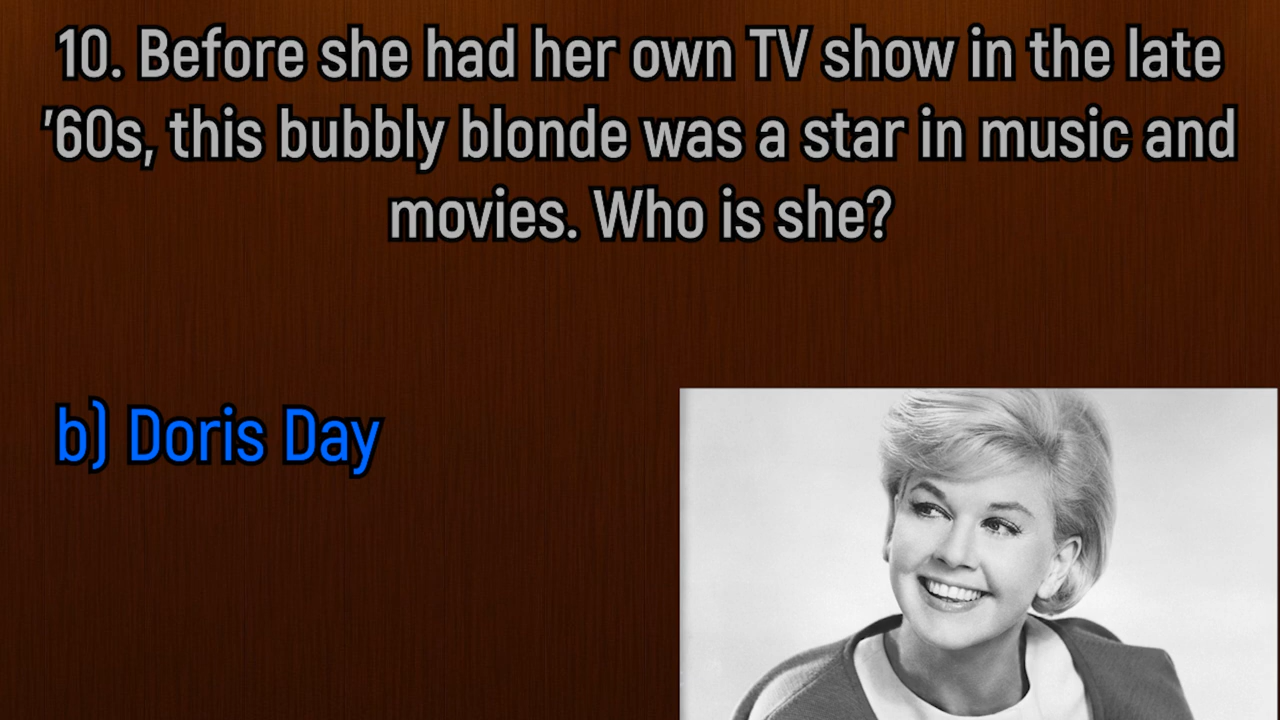 10. Before she had her own TV show in the late
'60s, this bubbly blonde was a star in music and
movies. Who is she?
b) Doris Day